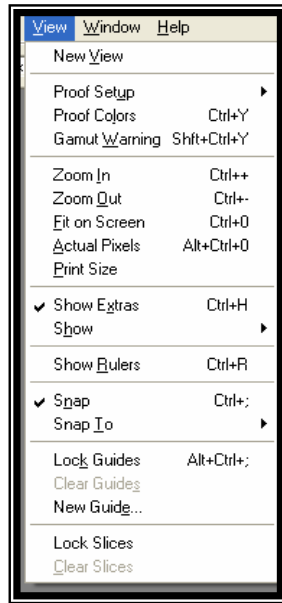 View Window Help
New View
Proof Setup
Proof Colors Ctrl+Y
Gamut Warning Shft+Ctrl+Y
Zoom In Ctrl++
Zoom Out Ctrl+-
Fit on Screen Ctrl+0
Actual Pixels Alt+Ctrl+0
Print Size
Show Extras Ctrl+H
Show
Show Rulers Ctrl+R
Snap Ctrl+;
Snap To
Lock Guides Alt+Ctrl+;
Clear Guides
New Guide...
Lock Slices
Clear Slices